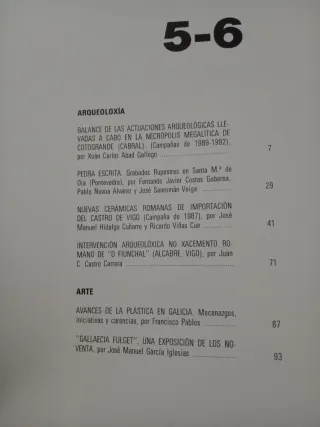 5-6
ARQUEOLOXÍA
BALANCE DE LAS ACTUACIONES ARQUEOLÓGICAS LLE-
VADAS A CABO EN LA NECRÓPOLIS MEGALÍTICA DE
COTOGRANDE (CABRAL). (Campañas de 1989-1992),
por Xoán Carlos Abad Gallego 7
PEDRA ESCRITA. Grabados Rupestres en Santa M.ª de
Oia (Pontevedra), por Fernando Javier Costas Goberna,
Pablo Novoa Alvarez y José Sanromán Veiga 29
NUEVAS CERÁMICAS ROMANAS DE IMPORTACIÓN
DEL CASTRO DE VIGO (Campaña de 1987), por José
Manuel Hidalgo Cuñarro y Ricardo Viñas Cue 41
INTERVENCIÓN ARQUEOLÓXICA NO XACEMENTO RO-
MANO DE "O FIUNCHAL" (ALCABRE, VIGO), por Juan
C. Castro Carrera 71
ARTE
AVANCES DE LA PLÁSTICA EN GALICIA. Mecenazgos,
iniciativas y carencias, por Francisco Pablos 87
"GALLAECIA FULGET", UNA EXPOSICIÓN DE LOS NO-
VENTA, por José Manuel García Iglesias 93